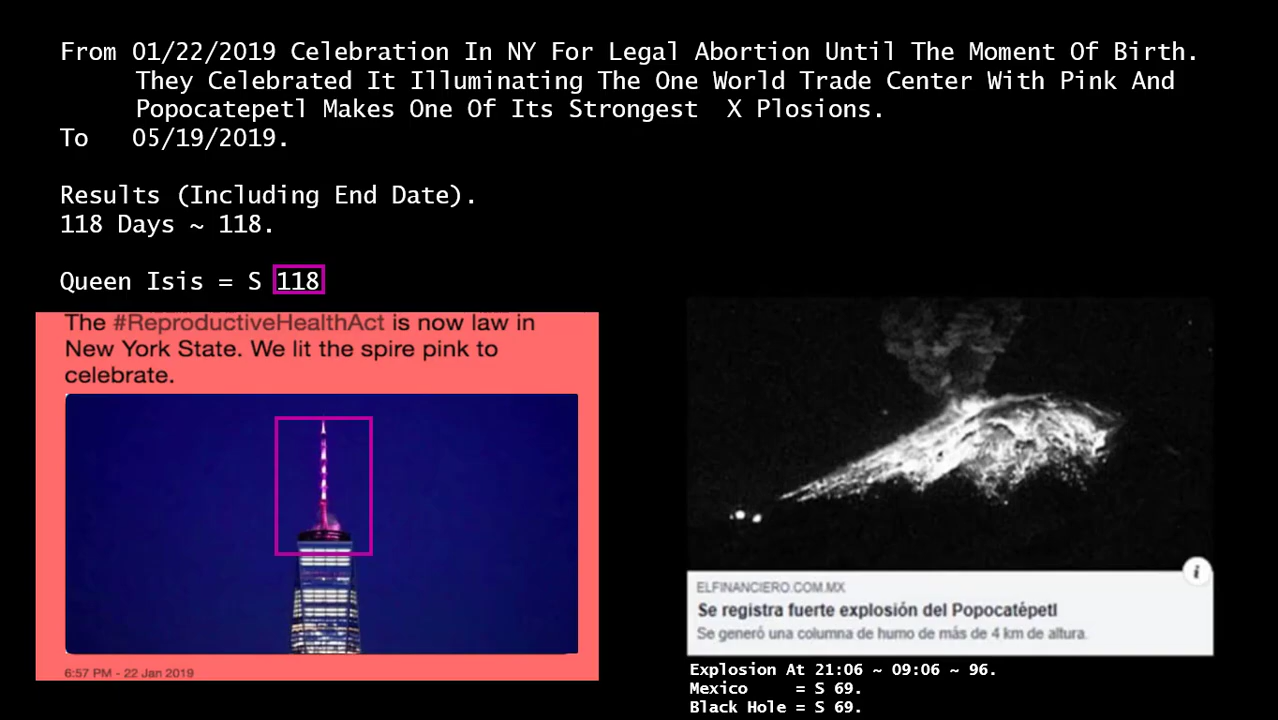 From 01/22/2019 Celebration In NY For Legal Abortion Until The Moment Of Birth.
They Celebrated It Illuminating The One World Trade Center With Pink And
Popocatepetl Makes One Of Its Strongest X Plosions.
To 05/19/2019.
Results (Including End Date).
118 Days ~ 118.
Queen Isis = S 118
The #ReproductiveHealthAct is now law in
New York State. We lit the spire pink to
celebrate.
6:57 PM - 22 Jan 2019
i
ELFINANCIERO.COM.MX
Se registra fuerte explosión del Popocatépetl
Se generó una columna de humo de más de 4 km de altura.
Explosion At 21:06 ~ 09:06 ~ 96.
Mexico = S 69.
Black Hole = S 69.